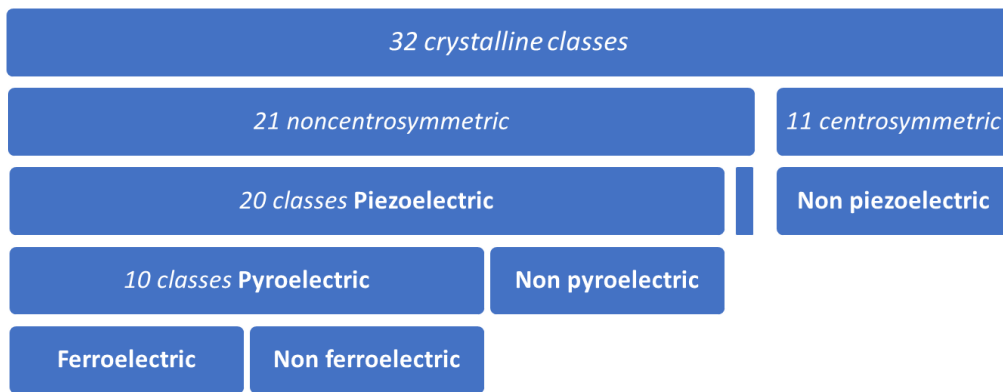 32 crystalline classes
21 noncentrosymmetric
11 centrosymmetric
20 classes Piezoelectric
Non piezoelectric
10 classes Pyroelectric
Non pyroelectric
Ferroelectric
Non ferroelectric